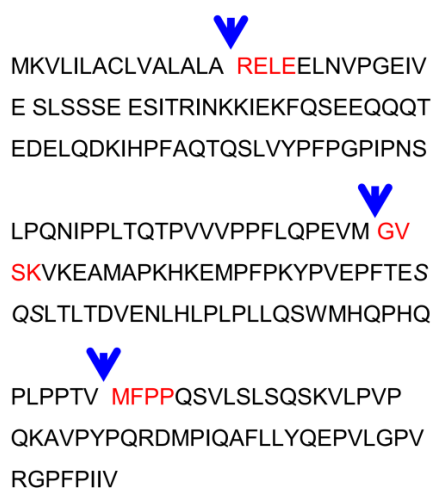 MKVLILACLVALALA RELEELNVPGEIV
E SLSSSE ESITRINKKIEKFQSEEQQQT
EDELQDKIHPFAQTQSLVYPFPGPIPNS
LPQNIPPLTQTPVVVPPFLQPEVM GV
SKVKEAMAPKHKEMPFPKYPVEPFTES
QSLTLTDVENLHLPLPLLQSWMHQPHQ
PLPPTV MFPPQSVLSLSQSKVLPVP
QKAVPYPQRDMPIQAFLLYQEPVLGPV
RGPFPIIV